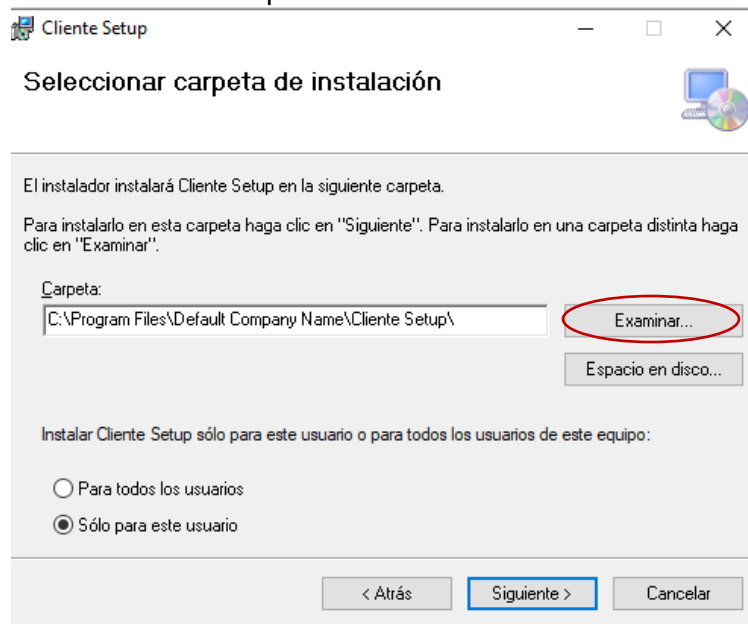 Cliente Setup
Seleccionar carpeta de instalación
El instalador instalará Cliente Setup en la siguiente carpeta.
Para instalarlo en esta carpeta haga clic en "Siguiente". Para instalarlo en una carpeta distinta haga
clic en "Examinar".
Carpeta:
C:\Program Files\Default Company Name\Cliente Setup\
Examinar...
Espacio en disco...
Instalar Cliente Setup sólo para este usuario o para todos los usuarios de este equipo:
Para todos los usuarios
Sólo para este usuario
< Atrás
Siguiente >
Cancelar